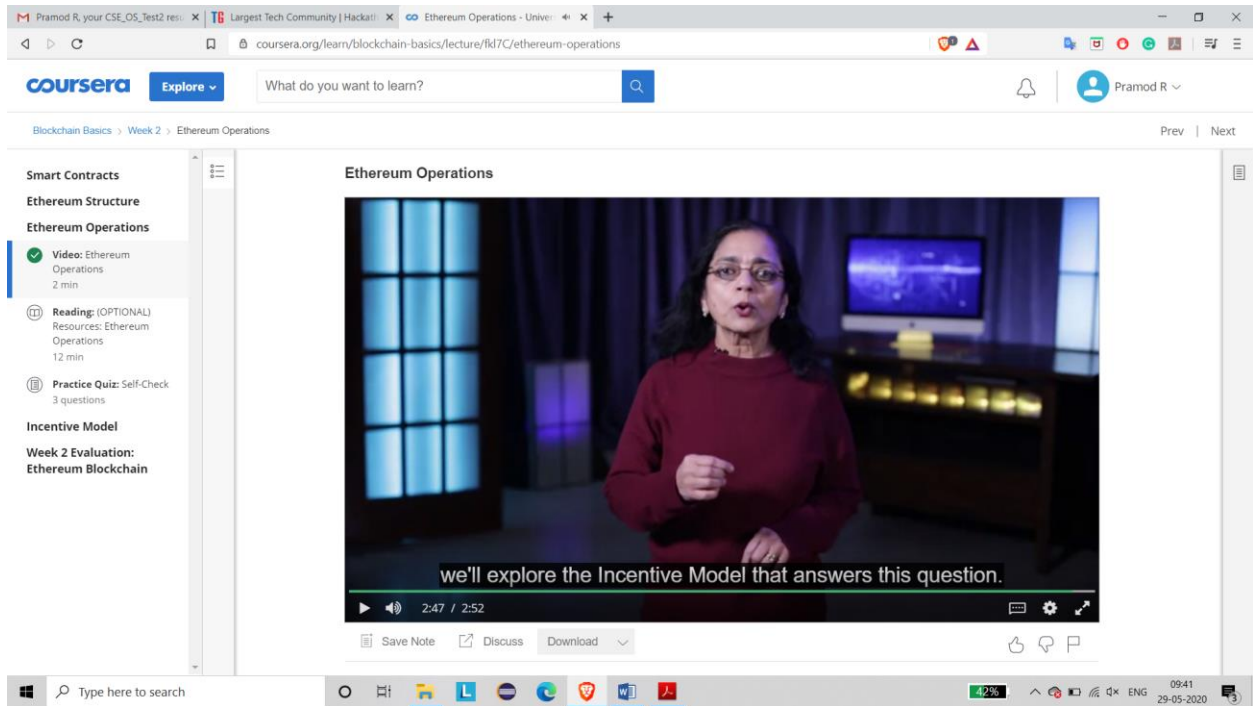 Pramod R, your CSE_OS_Test2 resu
Largest Tech Community | Hackath
Ethereum Operations - Univer
coursera.org/learn/blockchain-basics/lecture/fkl7C/ethereum-operations
coursera
Explore
What do you want to learn?
Pramod R
Blockchain Basics > Week 2 > Ethereum Operations
Prev | Next
Smart Contracts
Ethereum Structure
Ethereum Operations
Video: Ethereum
Operations
2 min
Reading: (OPTIONAL)
Resources: Ethereum
Operations
12 min
Practice Quiz: Self-Check
3 questions
Incentive Model
Week 2 Evaluation:
Ethereum Blockchain
Ethereum Operations
we'll explore the Incentive Model that answers this question.
2:47 / 2:52
Save Note
Discuss
Download
Type here to search
42%
ENG
09:41
29-05-2020